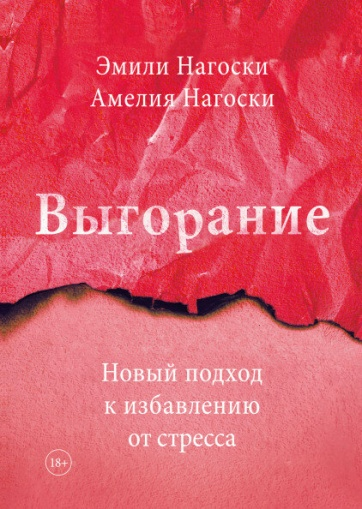 Эмили Нагоски
Амелия Нагоски
Выгорание
Новый подход
к избавлению
от стресса
18+